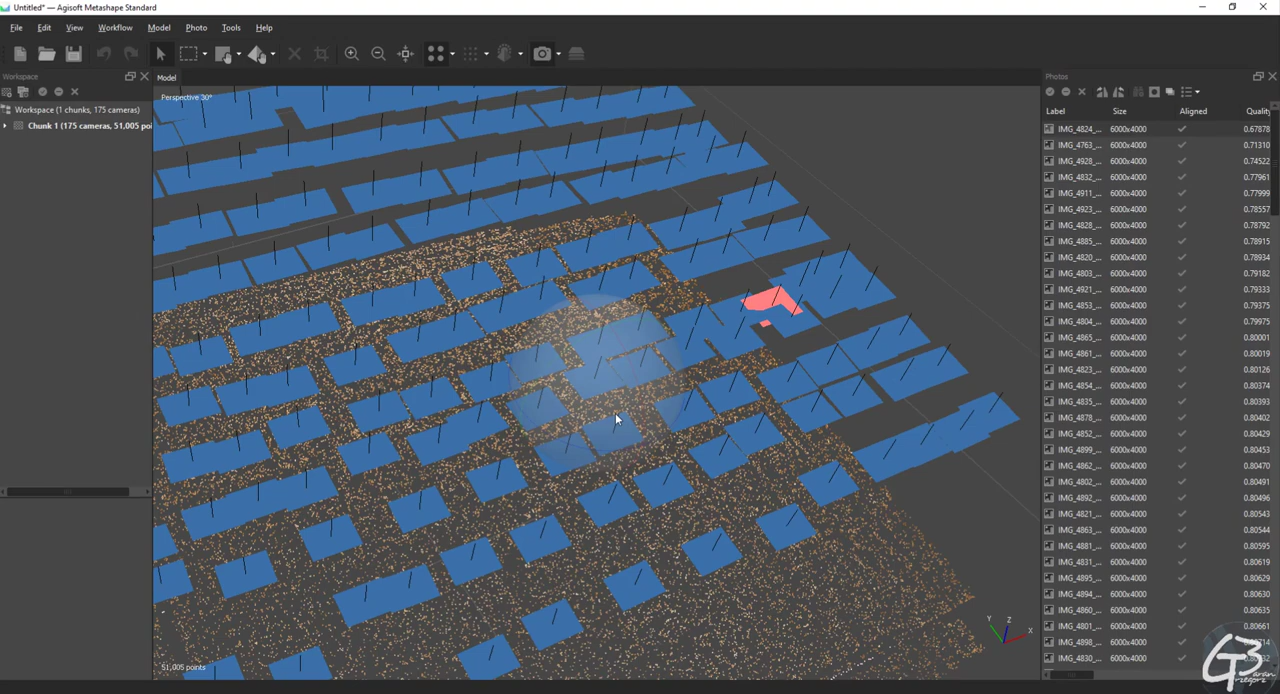 Untitled* — Agisoft Metashape Standard
File Edit View Workflow Model Photo Tools Help
Workspace
Model
Photos
Workspace (1 chunks, 175 cameras)
Chunk 1 (175 cameras, 51,005 poi
Perspective 30°
Label Size Aligned Quality
IMG_4824_... 6000x4000 0.67878
IMG_4763_... 6000x4000 0.71310
IMG_4928_... 6000x4000 0.74522
IMG_4832_... 6000x4000 0.77961
IMG_4911_... 6000x4000 0.77999
IMG_4923_... 6000x4000 0.78557
IMG_4828_... 6000x4000 0.78792
IMG_4885_... 6000x4000 0.78915
IMG_4820_... 6000x4000 0.78934
IMG_4803_... 6000x4000 0.79182
IMG_4921_... 6000x4000 0.79333
IMG_4853_... 6000x4000 0.79375
IMG_4804_... 6000x4000 0.79975
IMG_4865_... 6000x4000 0.80001
IMG_4861_... 6000x4000 0.80019
IMG_4823_... 6000x4000 0.80126
IMG_4854_... 6000x4000 0.80374
IMG_4835_... 6000x4000 0.80393
IMG_4878_... 6000x4000 0.80402
IMG_4852_... 6000x4000 0.80429
IMG_4899_... 6000x4000 0.80453
IMG_4862_... 6000x4000 0.80470
IMG_4802_... 6000x4000 0.80491
IMG_4892_... 6000x4000 0.80496
IMG_4821_... 6000x4000 0.80543
IMG_4863_... 6000x4000 0.80544
IMG_4881_... 6000x4000 0.80595
IMG_4831_... 6000x4000 0.80619
IMG_4895_... 6000x4000 0.80629
IMG_4894_... 6000x4000 0.80630
IMG_4860_... 6000x4000 0.80635
IMG_4801_... 6000x4000 0.80661
IMG_4898_... 6000x4000
IMG_4830_... 6000x4000
Y Z X
51,005 points